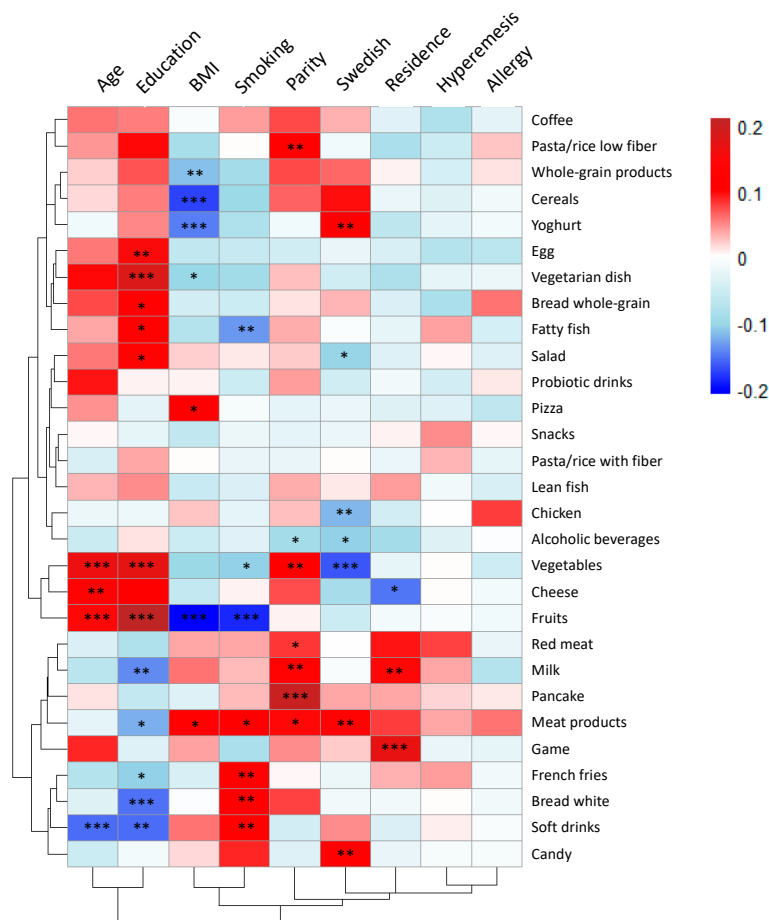 Age Education BMI Smoking Parity Swedish Residence Hyperemesis Allergy
Coffee
** Pasta/rice low fiber
** Whole-grain products
*** Cereals
*** ** Yoghurt
** Egg
*** * Vegetarian dish
* Bread whole-grain
* ** Fatty fish
* * Salad
Probiotic drinks
* Pizza
Snacks
Pasta/rice with fiber
Lean fish
** Chicken
* * Alcoholic beverages
*** *** * ** *** Vegetables
** * Cheese
*** *** *** *** Fruits
* Red meat
** ** ** Milk
*** Pancake
* * * * ** Meat products
*** Game
* ** French fries
*** ** Bread white
*** ** ** Soft drinks
** Candy
0.2
0.1
0
-0.1
-0.2